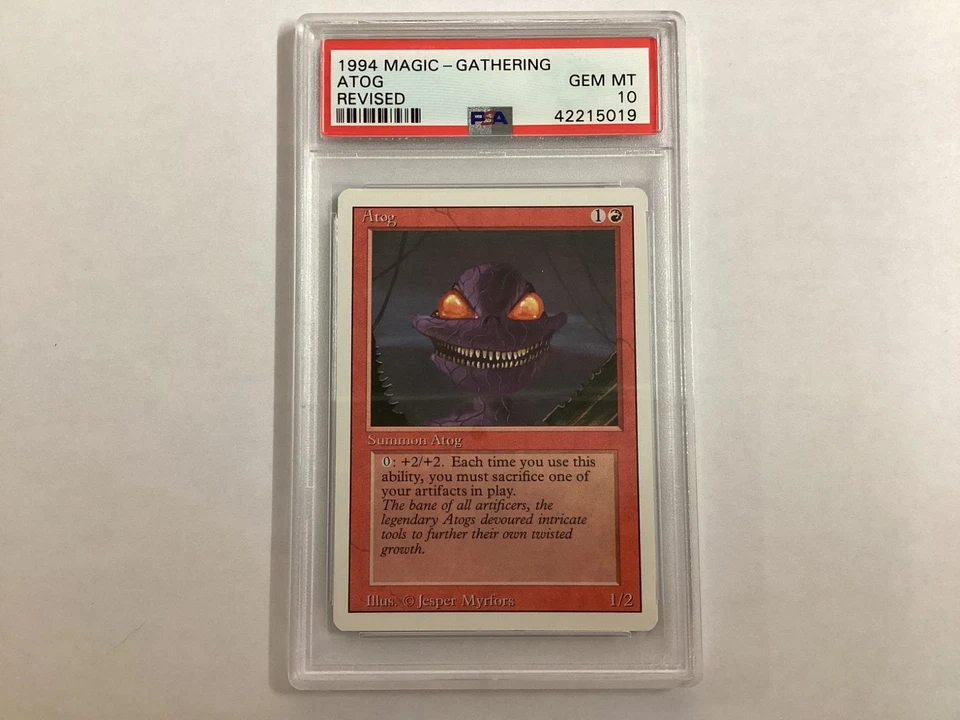 1994 MAGIC – GATHERING
ATOG GEM MT
REVISED 10
PSA 42215019
Atog 1
Summon Atog
0: +2/+2. Each time you use this
ability, you must sacrifice one of
your artifacts in play.
The bane of all artificers, the
legendary Atogs devoured intricate
tools to further their own twisted
growth.
Illus. © Jesper Myrfors 1/2